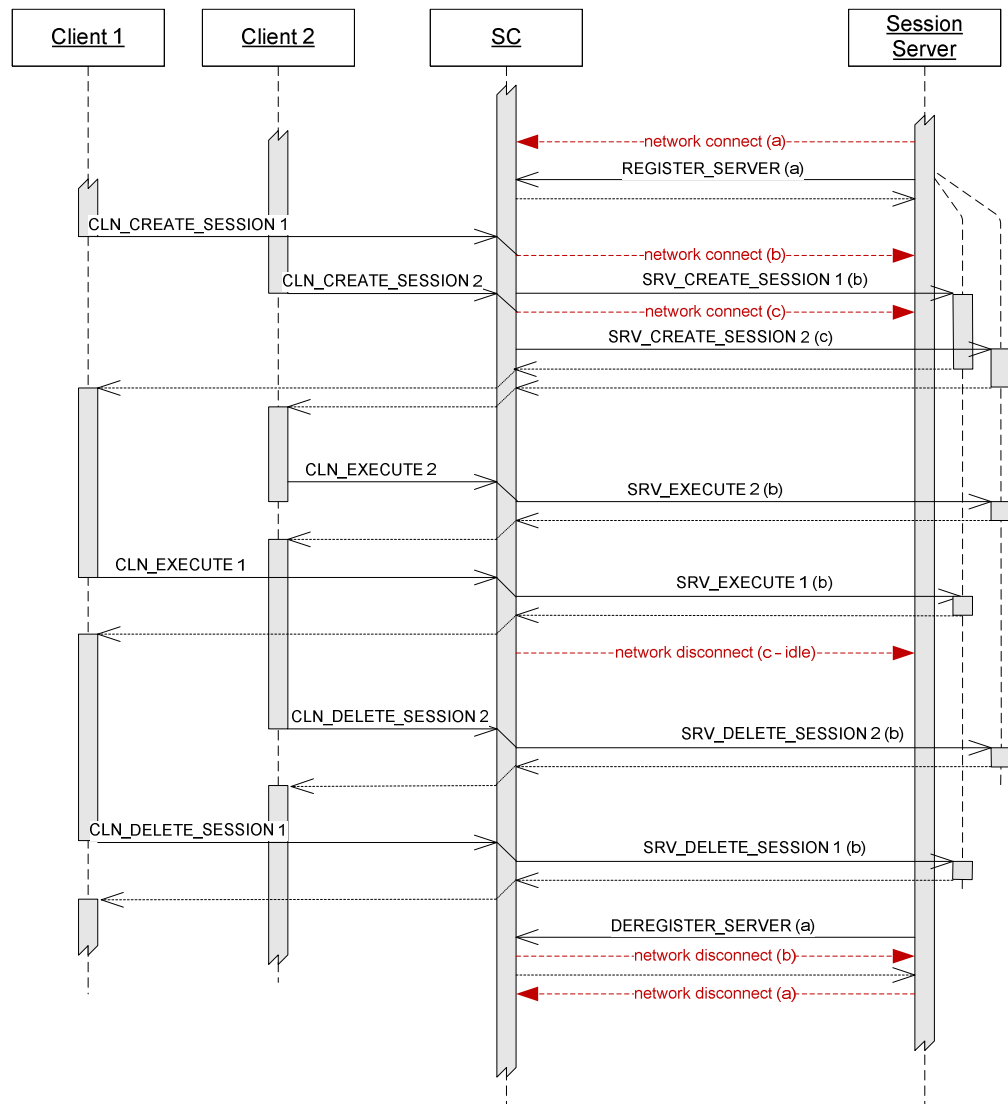 Client 1
Client 2
SC
Session
Server
network connect (a)
REGISTER_SERVER (a)
CLN_CREATE_SESSION 1
network connect (b)
CLN_CREATE_SESSION 2
SRV_CREATE_SESSION 1 (b)
network connect (c)
SRV_CREATE_SESSION 2 (c)
CLN_EXECUTE 2
SRV_EXECUTE 2 (b)
CLN_EXECUTE 1
SRV_EXECUTE 1 (b)
network disconnect (c – idle)
CLN_DELETE_SESSION 2
SRV_DELETE_SESSION 2 (b)
CLN_DELETE_SESSION 1
SRV_DELETE_SESSION 1 (b)
DEREGISTER_SERVER (a)
network disconnect (b)
network disconnect (a)